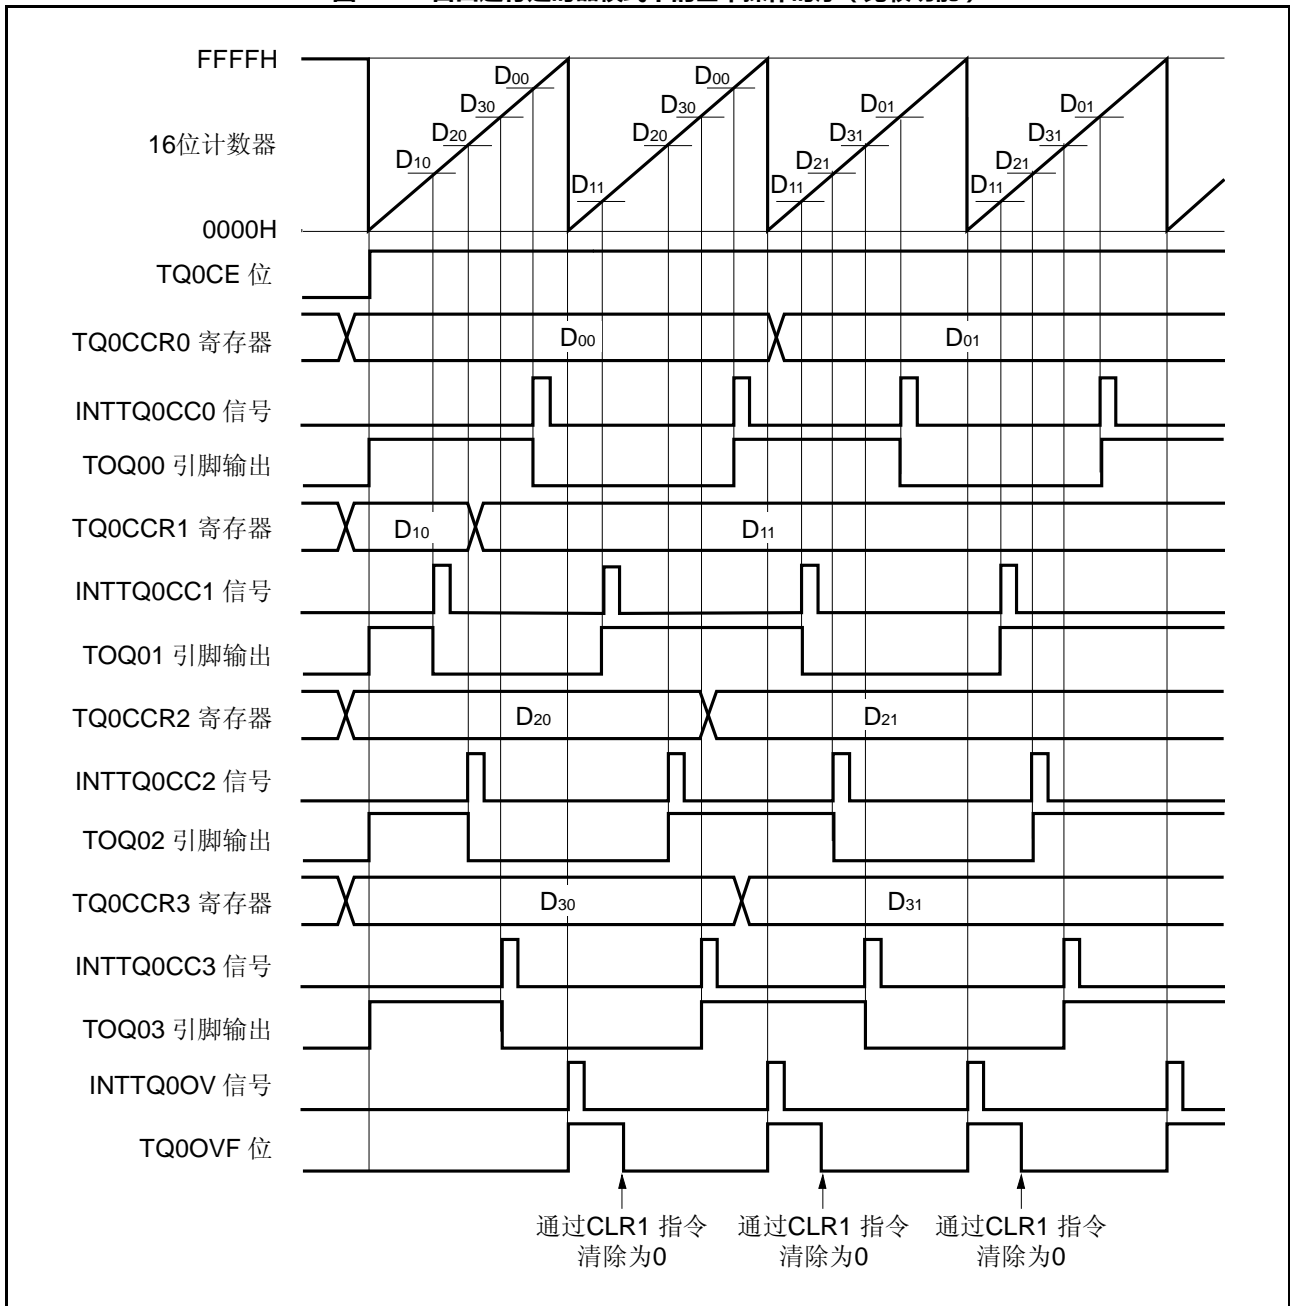 FFFFH
D00
D00
D30
D30
D01
D01
16位计数器
D20
D20
D31
D31
D10
D21
D21
D11
D11
D11
0000H
TQ0CE 位
TQ0CCR0 寄存器
D00
D01
INTTQ0CC0 信号
TOQ00 引脚输出
TQ0CCR1 寄存器
D10
D11
INTTQ0CC1 信号
TOQ01 引脚输出
TQ0CCR2 寄存器
D20
D21
INTTQ0CC2 信号
TOQ02 引脚输出
TQ0CCR3 寄存器
D30
D31
INTTQ0CC3 信号
TOQ03 引脚输出
INTTQ0OV 信号
TQ0OVF 位
通过CLR1 指令
清除为0
通过CLR1 指令
清除为0
通过CLR1 指令
清除为0